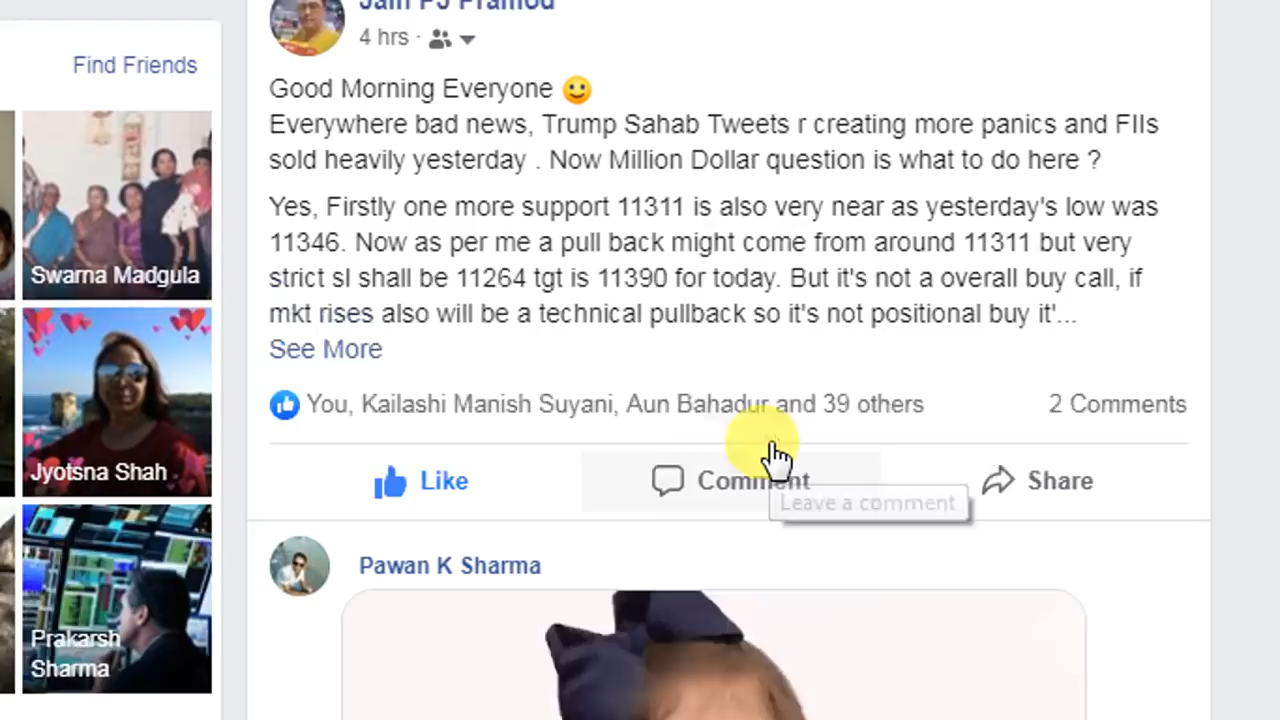 Jain PJ Pramod
4 hrs ·
Find Friends
Good Morning Everyone 🙂
Everywhere bad news, Trump Sahab Tweets r creating more panics and FIIs
sold heavily yesterday . Now Million Dollar question is what to do here ?
Yes, Firstly one more support 11311 is also very near as yesterday's low was
11346. Now as per me a pull back might come from around 11311 but very
strict sl shall be 11264 tgt is 11390 for today. But it's not a overall buy call, if
mkt rises also will be a technical pullback so it's not positional buy it'...
See More
You, Kailashi Manish Suyani, Aun Bahadur and 39 others
2 Comments
Like
Comment
Share
Leave a comment
Pawan K Sharma
Swarna Madgula
Jyotsna Shah
Prakarsh
Sharma